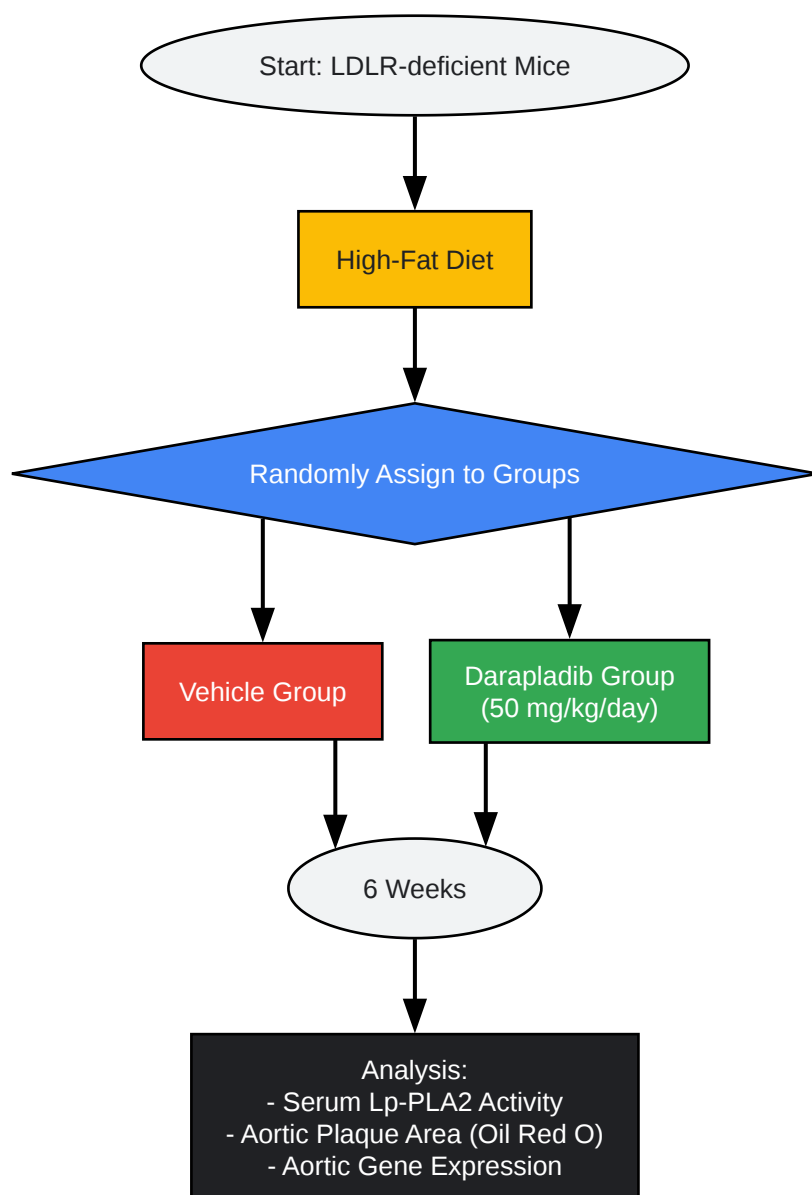 Start: LDLR-deficient Mice
High-Fat Diet
Randomly Assign to Groups
Vehicle Group
Darapladib Group
(50 mg/kg/day)
6 Weeks
Analysis:
- Serum Lp-PLA2 Activity
- Aortic Plaque Area (Oil Red O)
- Aortic Gene Expression